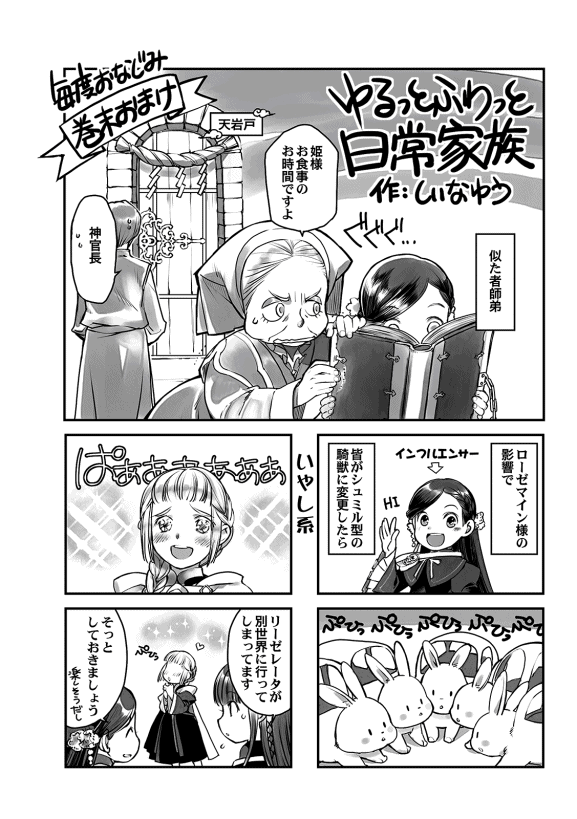 毎度おなじみ
巻末おまけ
ゆるっとふわっと
日常家族
作：しいなゆう
似た者師弟
姫様
お食事の
お時間ですよ
ぐぐぐ…
天岩戸
神官長
ローゼマイン様の
影響で
皆がシュミル型の
騎獣に変更したら
インフルエンサー
HI
いやし系
ぱあああああああ
ぷひっ
ぷひっ
ぷひっ
ぷひっ
ぷひっ
リーゼレータが
別世界に行って
しまってます
ぷひっ
そっと
しておきましょう
楽しそうだし